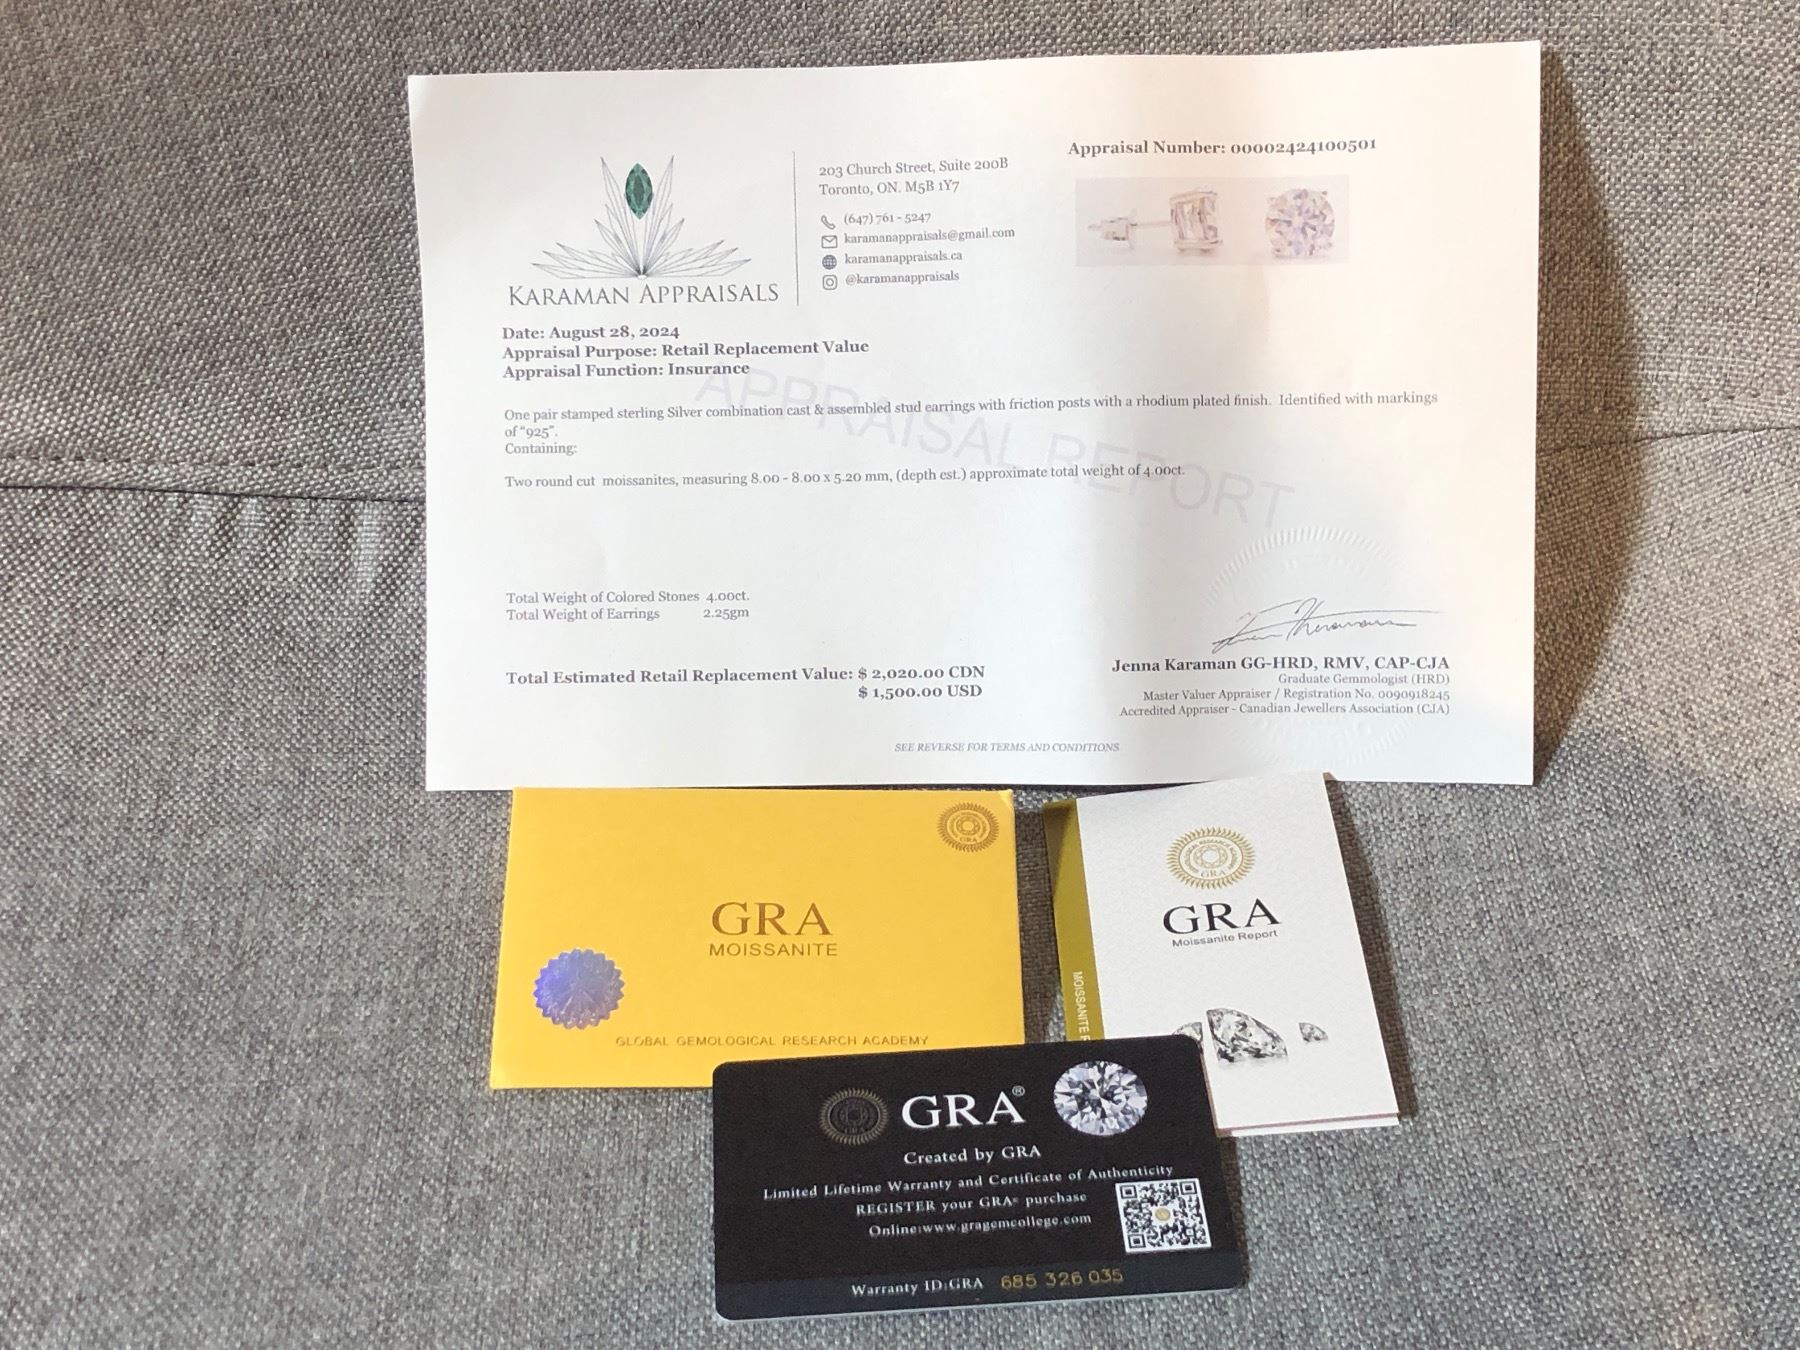 KARAMAN APPRAISALS
203 Church Street, Suite 200B
Toronto, ON. M5B 1Y7
(647) 761 - 5247
karamanappraisals@gmail.com
karamanappraisals.ca
@karamanappraisals
Appraisal Number: 00002424100501
Date: August 28, 2024
Appraisal Purpose: Retail Replacement Value
Appraisal Function: Insurance
APPRAISAL REPORT
One pair stamped sterling Silver combination cast & assembled stud earrings with friction posts with a rhodium plated finish. Identified with markings
of "925".
Containing:
Two round cut moissanites, measuring 8.00 - 8.00 x 5.20 mm, (depth est.) approximate total weight of 4.00ct.
Total Weight of Colored Stones 4.00ct.
Total Weight of Earrings 2.25gm
Total Estimated Retail Replacement Value: $ 2,020.00 CDN
$ 1,500.00 USD
Jenna Karaman GG-HRD, RMV, CAP-CJA
Graduate Gemmologist (HRD)
Master Valuer Appraiser / Registration No. 0090918245
Accredited Appraiser - Canadian Jewellers Association (CJA)
SEE REVERSE FOR TERMS AND CONDITIONS
GRA
GRA
MOISSANITE
GLOBAL GEMOLOGICAL RESEARCH ACADEMY
GRA
GRA
Moissanite Report
MOISSANITE
GRA®
Created by GRA
Limited Lifetime Warranty and Certificate of Authenticity
REGISTER your GRA® purchase
Online:www.gragemcollege.com
Warranty ID:GRA 685 326 035